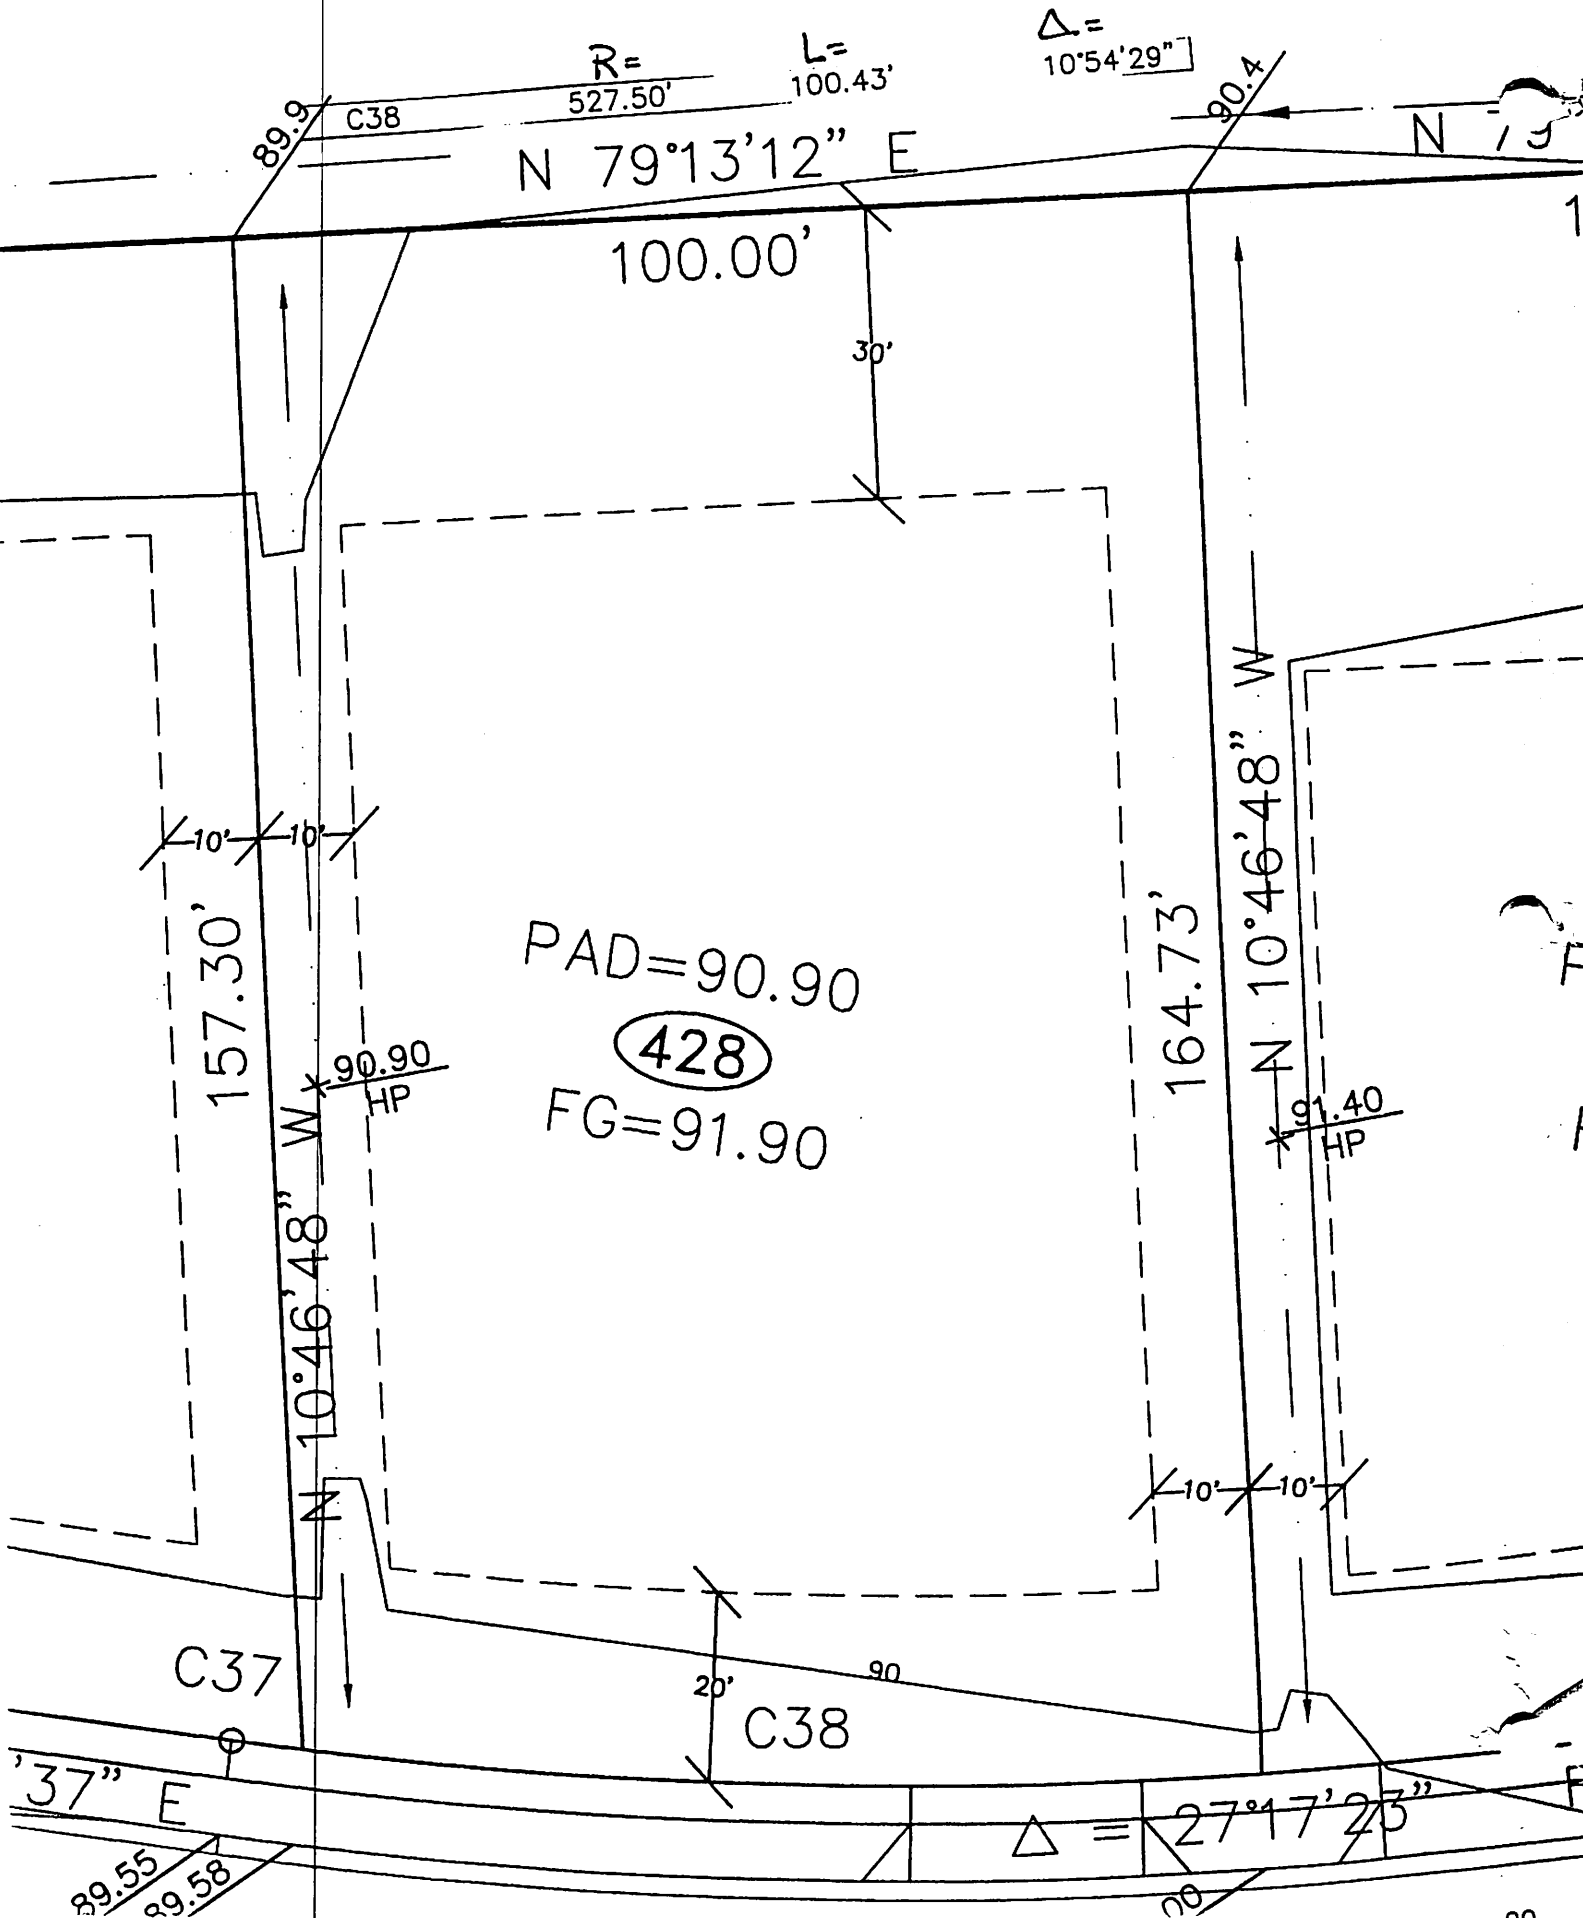 R=
L=
Δ=
527.50'
100.43'
10°54'29"
89.9
C38
90.4
N 79°13'12" E
N 79
100.00'
1
30'
10'
10'
157.30'
N 10°46'48" W
164.73'
N 10°46'48" W
PAD=90.90
428
FG=91.90
90.90
HP
91.40
HP
10'
10'
90
20'
C37
C38
'37" E
Δ = 27°17'23"
89.55
89.58